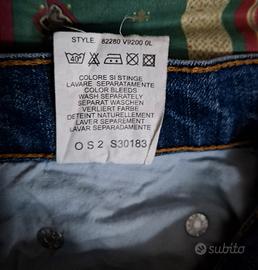 STYLE 82280 V9200 0L
40°
COLORE SI STINGE
LAVARE SEPARATAMENTE
COLOR BLEEDS
WASH SEPARATELY
SEPARAT WASCHEN
VERLIERT FARBE
DETEINT NATURELLEMENT
LAVER SEPAREMENT
LAVAR SEPARADAMENTE
O S 2 S30183
subito